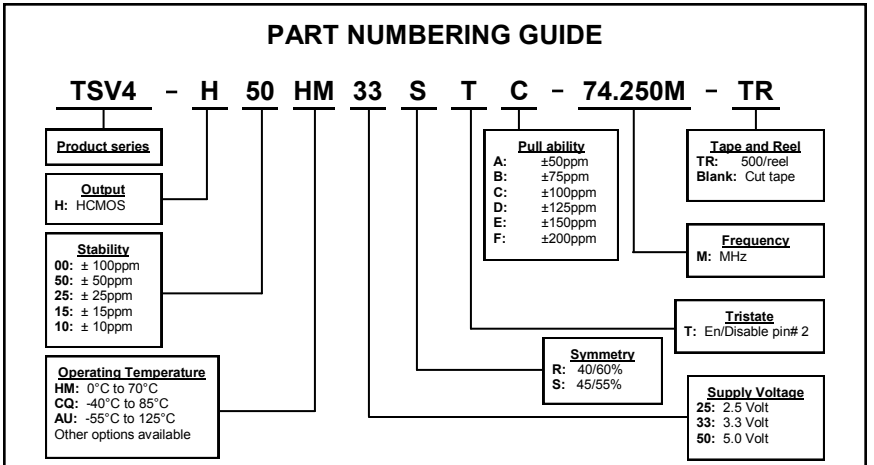 PART NUMBERING GUIDE
TSV4 - H 50 HM 33 S T C - 74.250M - TR
Product series
Output
H: HCMOS
Stability
00: ± 100ppm
50: ± 50ppm
25: ± 25ppm
15: ± 15ppm
10: ± 10ppm
Operating Temperature
HM: 0°C to 70°C
CQ: -40°C to 85°C
AU: -55°C to 125°C
Other options available
Pull ability
A: ±50ppm
B: ±75ppm
C: ±100ppm
D: ±125ppm
E: ±150ppm
F: ±200ppm
Tape and Reel
TR: 500/reel
Blank: Cut tape
Frequency
M: MHz
Tristate
T: En/Disable pin# 2
Symmetry
R: 40/60%
S: 45/55%
Supply Voltage
25: 2.5 Volt
33: 3.3 Volt
50: 5.0 Volt